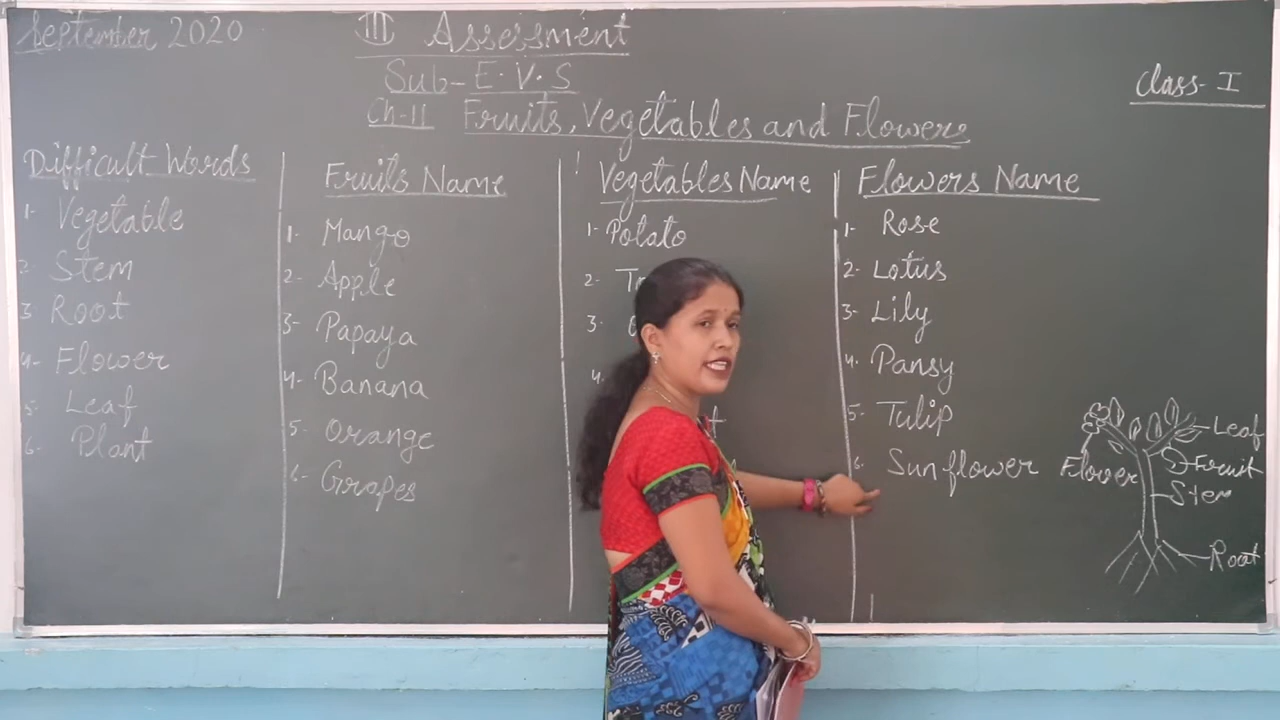 September 2020
III Assessment
Sub- E.V.S
Class- I
Ch-11 Fruits, Vegetables and Flowers
Difficult Words
1- Vegetable
2- Stem
3- Root
4- Flower
5- Leaf
6- Plant
Fruits Name
1- Mango
2- Apple
3- Papaya
4- Banana
5- Orange
6- Grapes
Vegetables Name
1- Potato
2-
3-
4-
Flowers Name
1- Rose
2- Lotus
3- Lily
4- Pansy
5- Tulip
6- Sunflower
Leaf
Fruit
Flower
Stem
Root